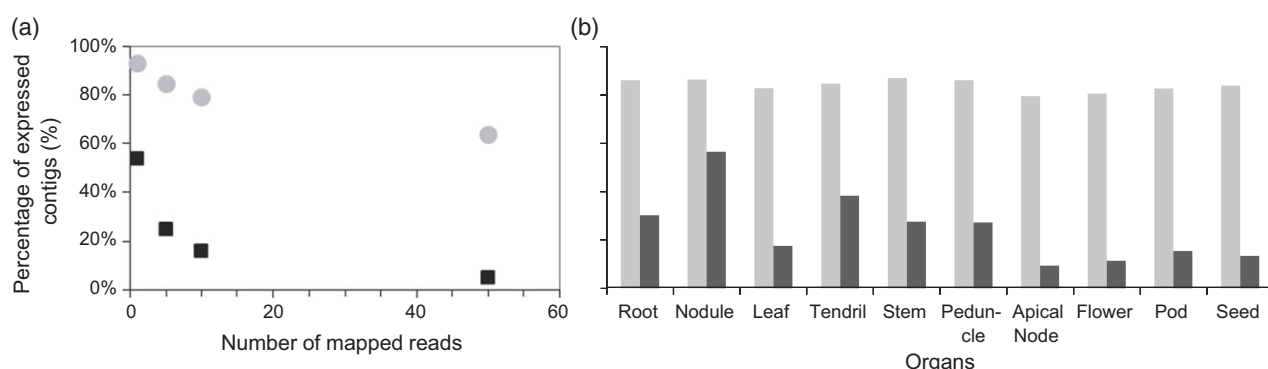 (a)
Percentage of expressed
contigs (%)
100%
80%
60%
40%
20%
0%
0
20
40
60
Number of mapped reads
(b)
Root Nodule Leaf Tendril Stem Pedun- Apical Flower Pod Seed
cle Node
Organs